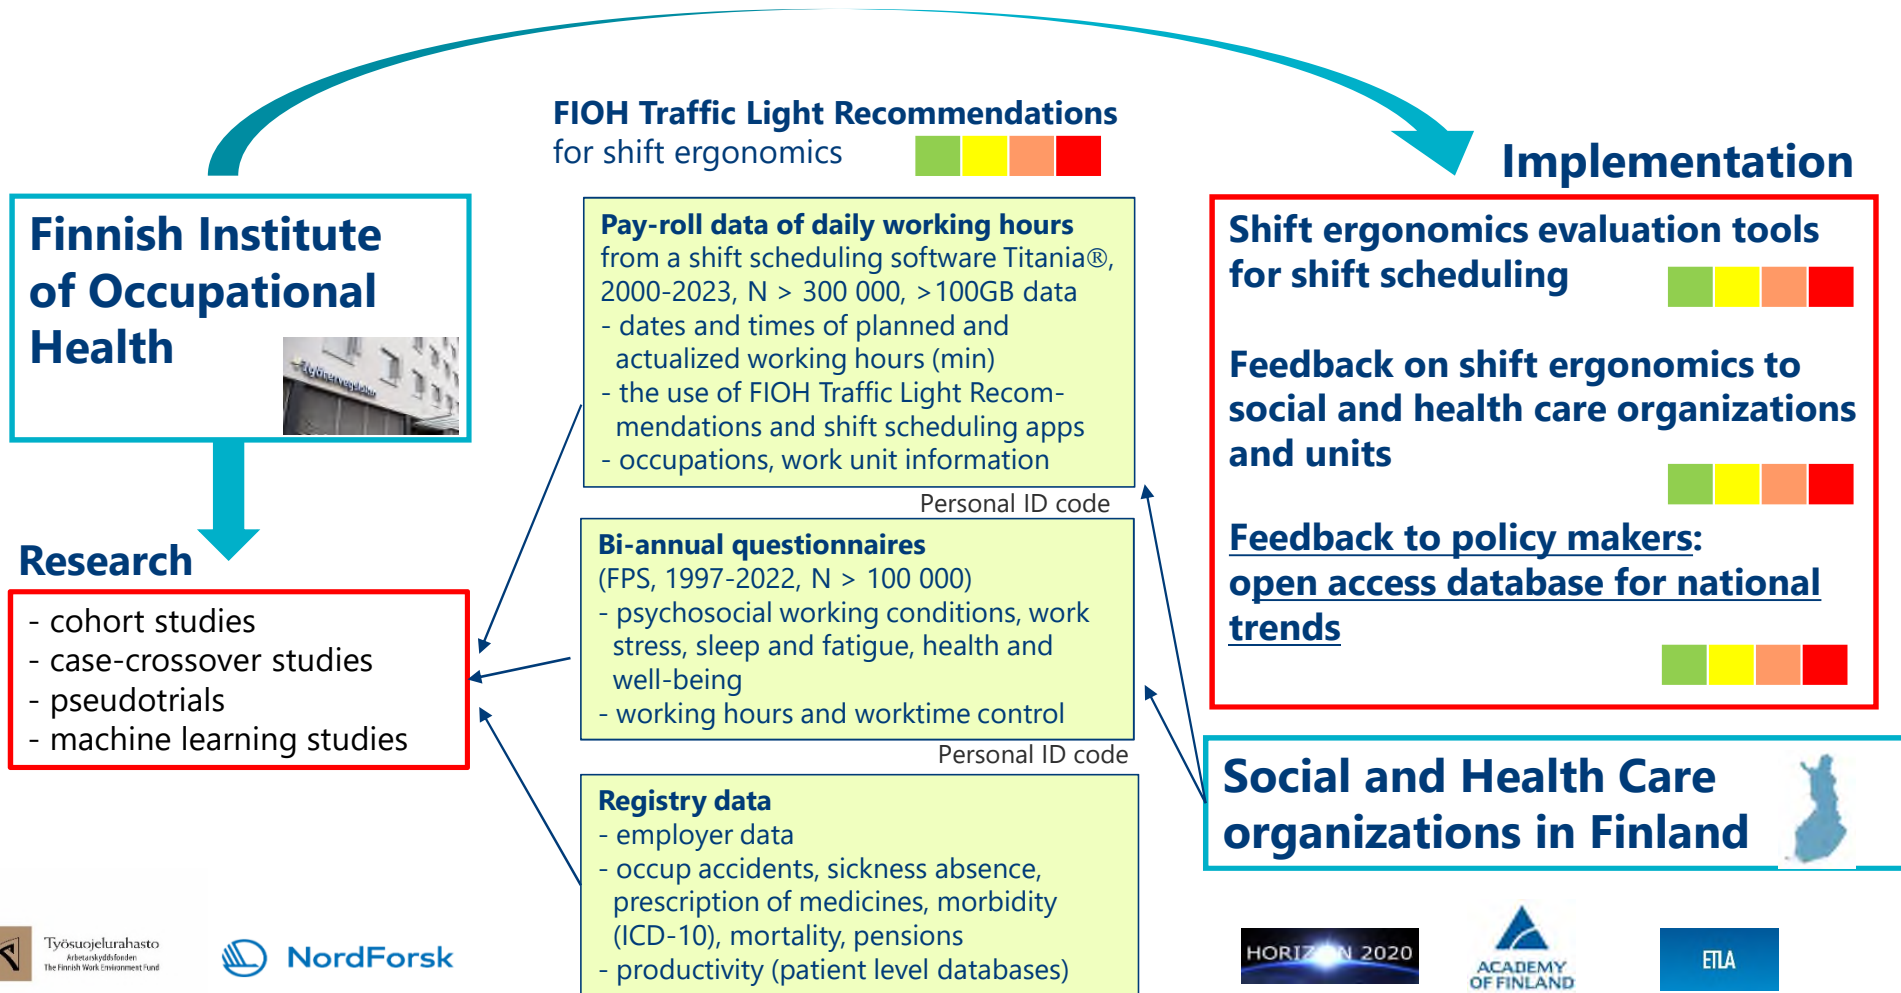 FIOH Traffic Light Recommendations
for shift ergonomics
Implementation
Finnish Institute
of Occupational
Health
Pay-roll data of daily working hours
from a shift scheduling software Titania®,
2000-2023, N > 300 000, >100GB data
- dates and times of planned and
actualized working hours (min)
- the use of FIOH Traffic Light Recom-
mendations and shift scheduling apps
- occupations, work unit information
Personal ID code
Shift ergonomics evaluation tools
for shift scheduling
Feedback on shift ergonomics to
social and health care organizations
and units
Feedback to policy makers:
open access database for national
trends
Research
- cohort studies
- case-crossover studies
- pseudotrials
- machine learning studies
Bi-annual questionnaires
(FPS, 1997-2022, N > 100 000)
- psychosocial working conditions, work
stress, sleep and fatigue, health and
well-being
- working hours and worktime control
Personal ID code
Social and Health Care
organizations in Finland
Registry data
- employer data
- occup accidents, sickness absence,
prescription of medicines, morbidity
(ICD-10), mortality, pensions
- productivity (patient level databases)
Työsuojelurahasto
Arbetarskyddsfonden
The Finnish Work Environment Fund
NordForsk
HORIZON 2020
ACADEMY
OF FINLAND
ETLA